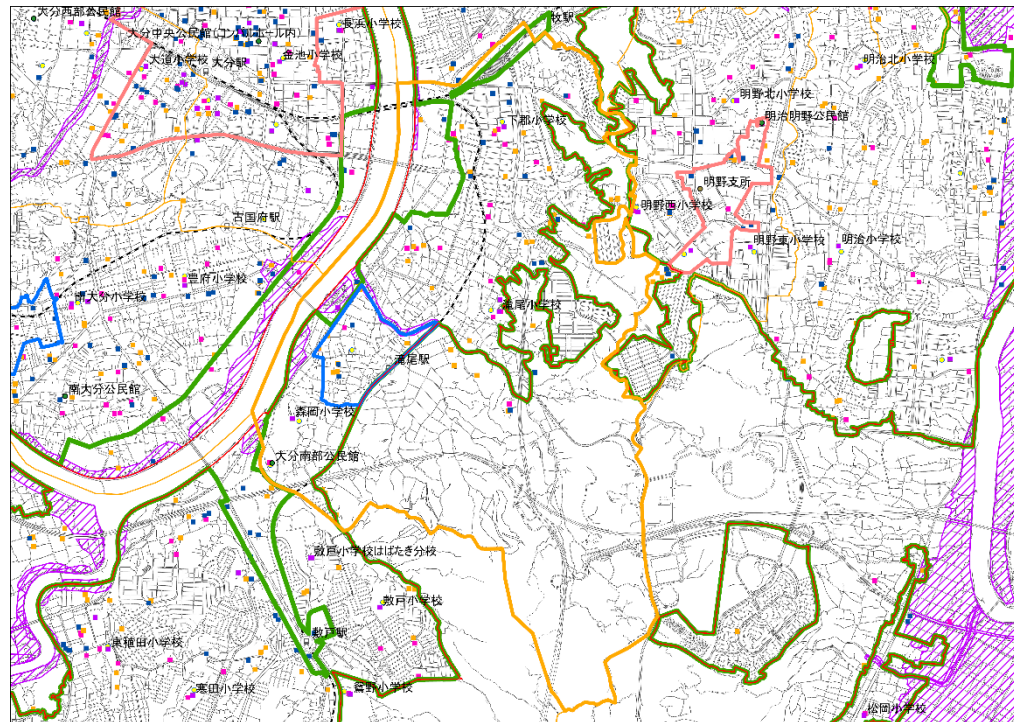 大分西部公民館
長浜小学校
牧駅
大分中央公民館(コンパルホール内)
大道小学校
大分駅
金池小学校
明治北小学校
明野北小学校
明治明野公民館
下郡小学校
明野支所
明野西小学校
古国府駅
明野東小学校
明治小学校
豊府小学校
南大分小学校
滝尾小学校
滝尾駅
南大分公民館
森岡小学校
大分南部公民館
敷戸小学校はばたき分校
敷戸小学校
敷戸駅
東稙田小学校
寒田小学校
鴛野小学校
松岡小学校